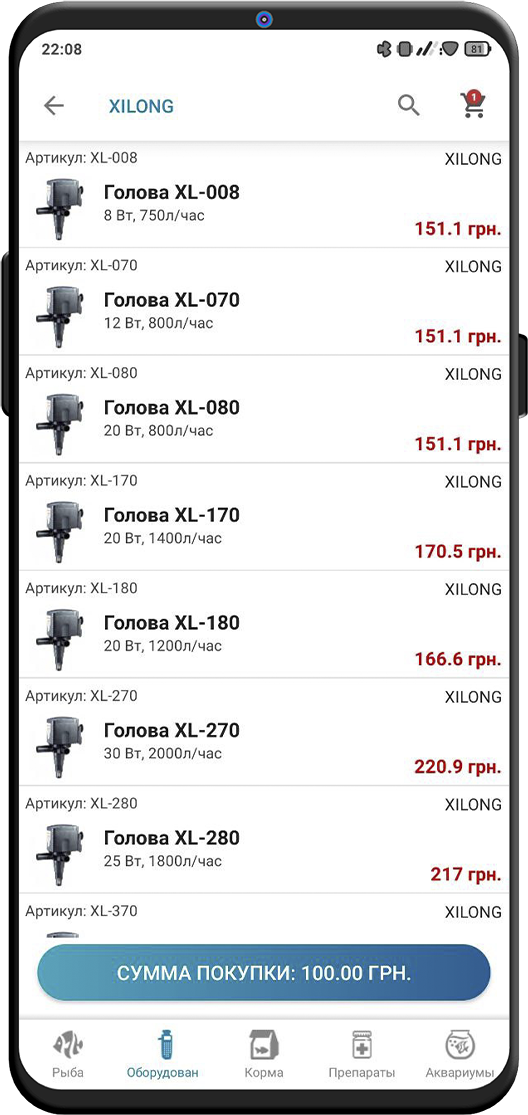 22:08
81
XILONG
1
Артикул: XL-008
XILONG
Голова XL-008
8 Вт, 750л/час
151.1 грн.
Артикул: XL-070
XILONG
Голова XL-070
12 Вт, 800л/час
151.1 грн.
Артикул: XL-080
XILONG
Голова XL-080
20 Вт, 800л/час
151.1 грн.
Артикул: XL-170
XILONG
Голова XL-170
20 Вт, 1400л/час
170.5 грн.
Артикул: XL-180
XILONG
Голова XL-180
20 Вт, 1200л/час
166.6 грн.
Артикул: XL-270
XILONG
Голова XL-270
30 Вт, 2000л/час
220.9 грн.
Артикул: XL-280
XILONG
Голова XL-280
25 Вт, 1800л/час
217 грн.
Артикул: XL-370
XILONG
СУММА ПОКУПКИ: 100.00 ГРН.
Рыба
Оборудован
Корма
Препараты
Аквариумы